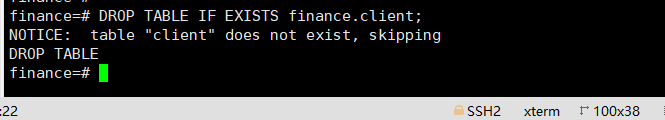 finance=# DROP TABLE IF EXISTS finance.client;
NOTICE:  table "client" does not exist, skipping
DROP TABLE
finance=#
:22 SSH2 xterm 100x38